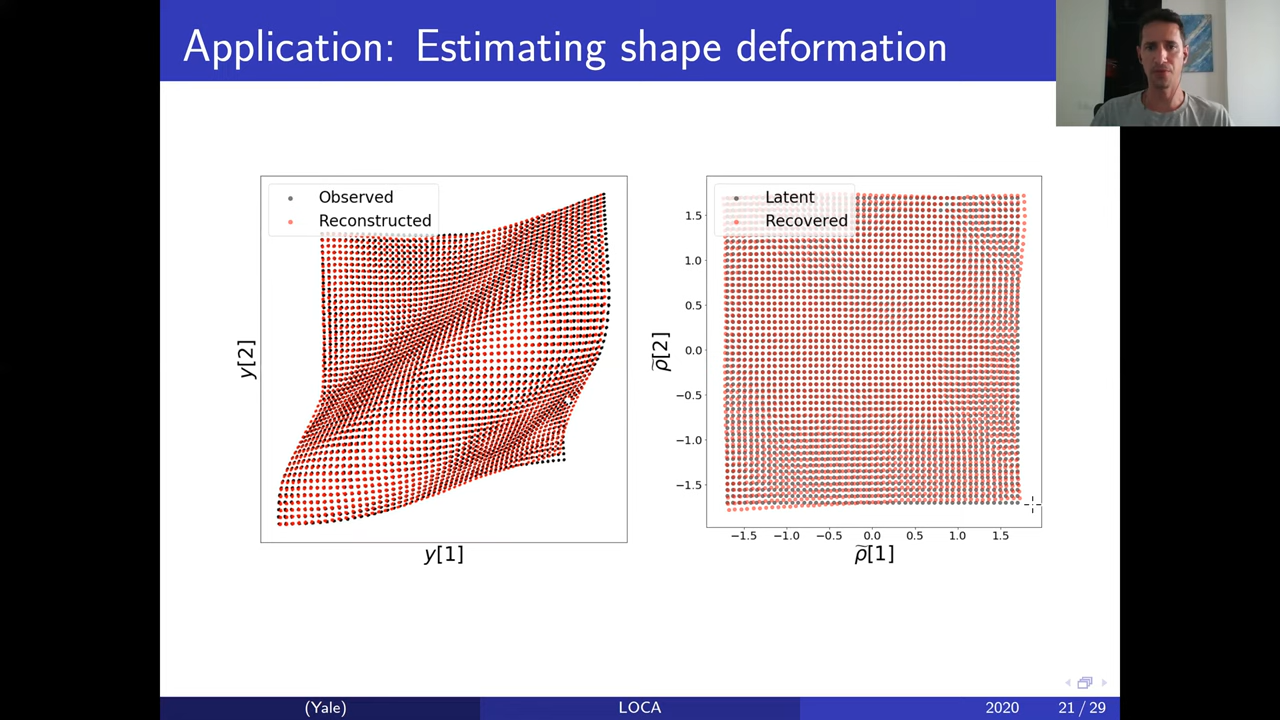 Application: Estimating shape deformation
Observed
Reconstructed
y[2]
y[1]
Latent
Recovered
1.5
1.0
0.5
0.0
−0.5
−1.0
−1.5
ρ̃[2]
−1.5 −1.0 −0.5 0.0 0.5 1.0 1.5
ρ̃[1]
(Yale) LOCA 2020 21 / 29